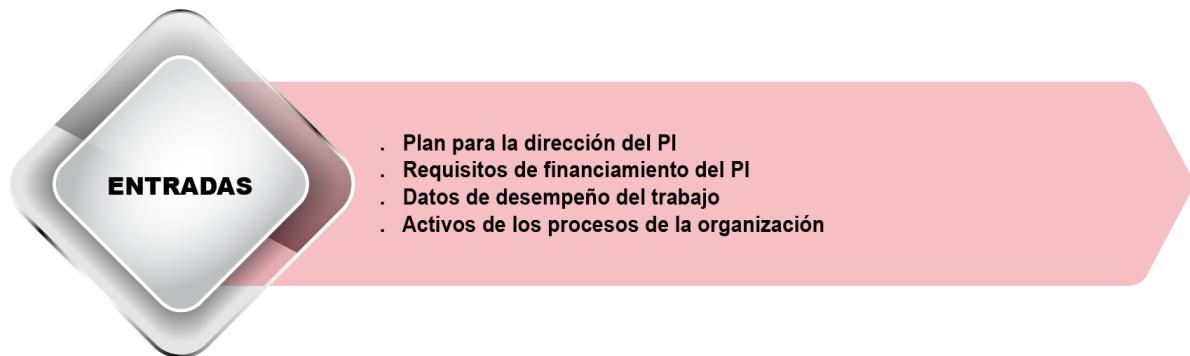 ENTRADAS
. Plan para la dirección del PI
. Requisitos de financiamiento del PI
. Datos de desempeño del trabajo
. Activos de los procesos de la organización